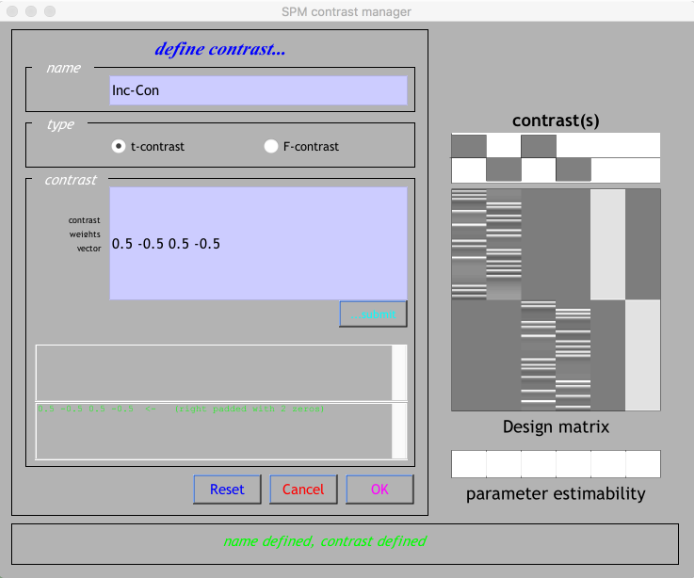 SPM contrast manager
define contrast...
name
Inc-Con
type
t-contrast
F-contrast
contrast
contrast
weights
vector
0.5 -0.5 0.5 -0.5
...submit
0.5 -0.5 0.5 -0.5 <- (right padded with 2 zeros)
Reset
Cancel
OK
name defined, contrast defined
contrast(s)
Design matrix
parameter estimability